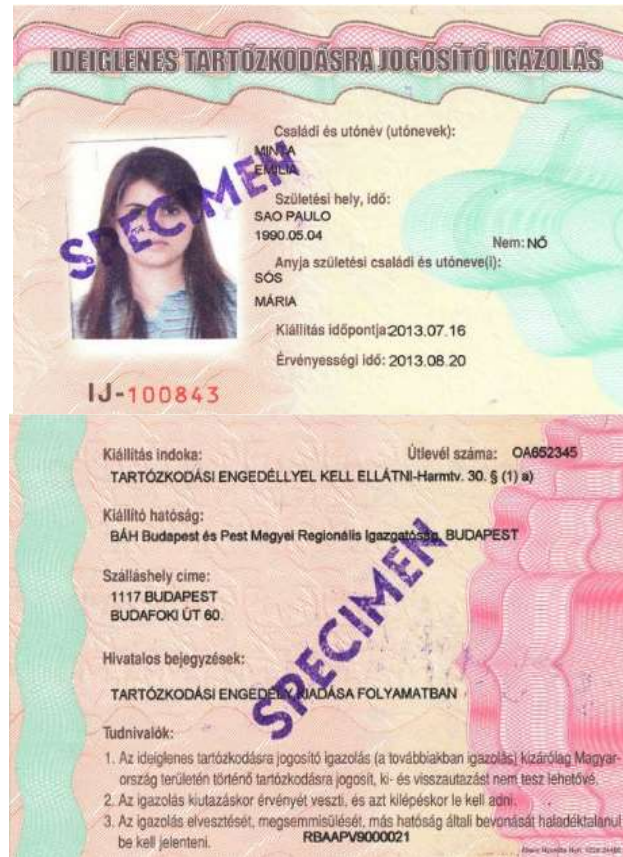 IDEIGLENES TARTÓZKODÁSRA JOGOSÍTÓ IGAZOLÁS
Családi és utónév (utónevek):
MINTA
EMILIA
Születési hely, idő:
SAO PAULO
1990.05.04
Nem: NŐ
Anyja születési családi és utóneve(i):
SÓS
MÁRIA
Kiállítás időpontja: 2013.07.16
Érvényességi idő: 2013.08.20
SPECIMEN
IJ-100843
Kiállítás indoka:
Útlevél száma: OA652345
TARTÓZKODÁSI ENGEDÉLLYEL KELL ELLÁTNI-Harmtv. 30. § (1) a)
Kiállító hatóság:
BÁH Budapest és Pest Megyei Regionális Igazgatóság, BUDAPEST
Szálláshely címe:
1117 BUDAPEST
BUDAFOKI ÚT 60.
Hivatalos bejegyzések:
TARTÓZKODÁSI ENGEDÉLY KIADÁSA FOLYAMATBAN
SPECIMEN
Tudnivalók:
1. Az ideiglenes tartózkodásra jogosító igazolás (a továbbiakban igazolás) kizárólag Magyar-
ország területén történő tartózkodásra jogosít, ki- és visszautazást nem tesz lehetővé.
2. Az igazolás kiutazáskor érvényét veszti, és azt kilépéskor le kell adni.
3. Az igazolás elvesztését, megsemmisülését, más hatóság általi bevonását haladéktalanul
be kell jelenteni.
RBAAPV9000021